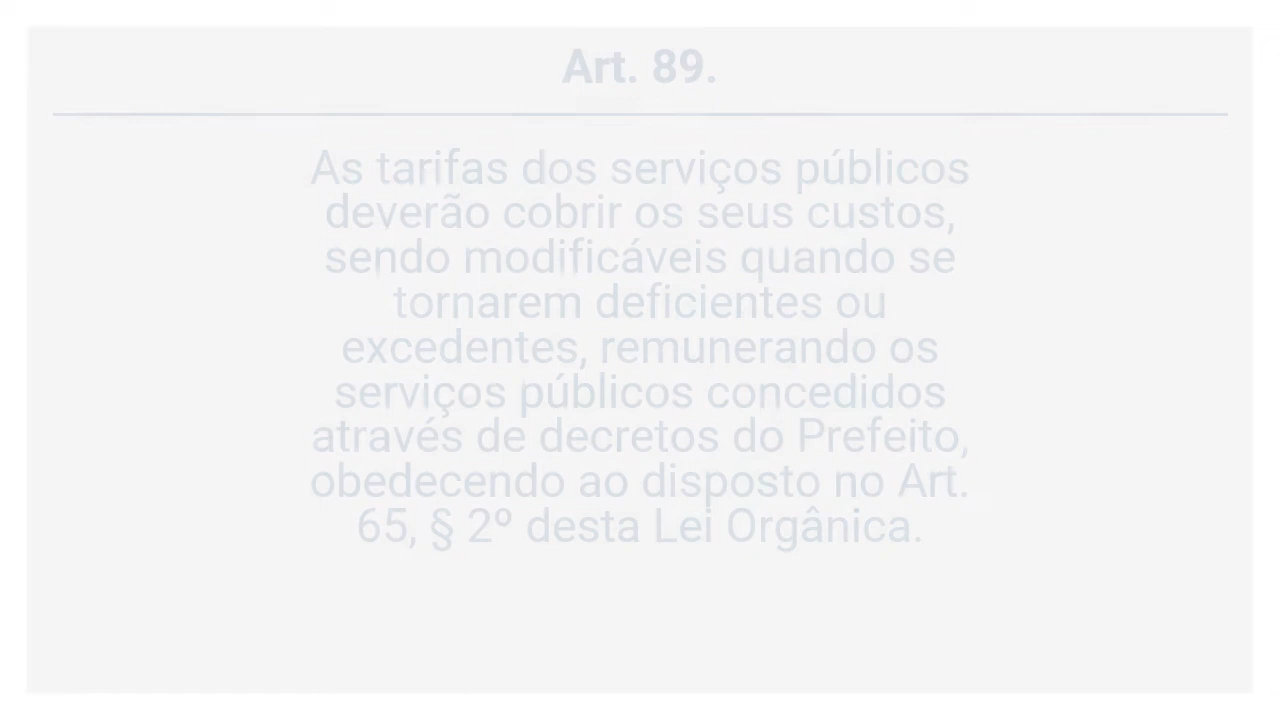 Art. 89.
As tarifas dos serviços públicos
deverão cobrir os seus custos,
sendo modificáveis quando se
tornarem deficientes ou
excedentes, remunerando os
serviços públicos concedidos
através de decretos do Prefeito,
obedecendo ao disposto no Art.
65, § 2º desta Lei Orgânica.